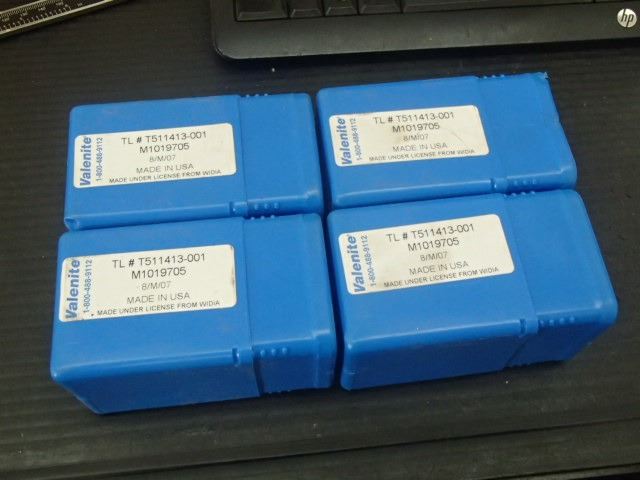 hp
Valenite
1-800-488-9112
TL # T511413-001
M1019705
8/M/07
MADE IN USA
MADE UNDER LICENSE FROM WIDIA
Valenite
1-800-488-9112
TL # T511413-001
M1019705
8/M/07
MADE IN USA
MADE UNDER LICENSE FROM WIDIA
Valenite
1-800-488-9112
TL # T511413-001
M1019705
8/M/07
MADE IN USA
MADE UNDER LICENSE FROM WIDIA
Valenite
1-800-488-9112
TL # T511413-001
M1019705
8/M/07
MADE IN USA
MADE UNDER LICENSE FROM WIDIA